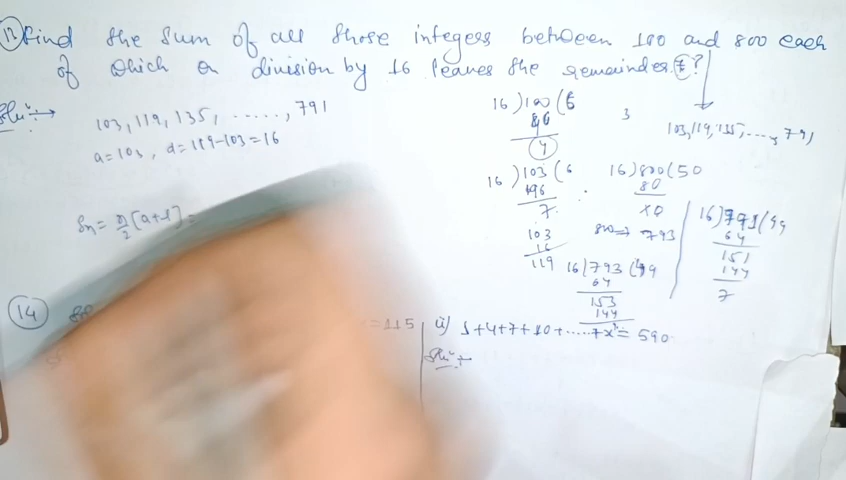 13 Find the sum of all those integers between 100 and 800 each
of which on division by 16 leaves the remainder 7?
Solⁿ:→
103, 119, 135, ....., 791
a=103, d=119-103=16
Sn = n/2 [a+l] =
16)100(6
4
16)103(6
96
7
103
16
119
16)800(50
80
800 ⇒ 793
16)793(49
64
153
144
103, 119, 135, ..., 791
16)791(49
64
151
144
7
14
= 115
ii) 1+4+7+10+.....+x = 590
Solⁿ:→